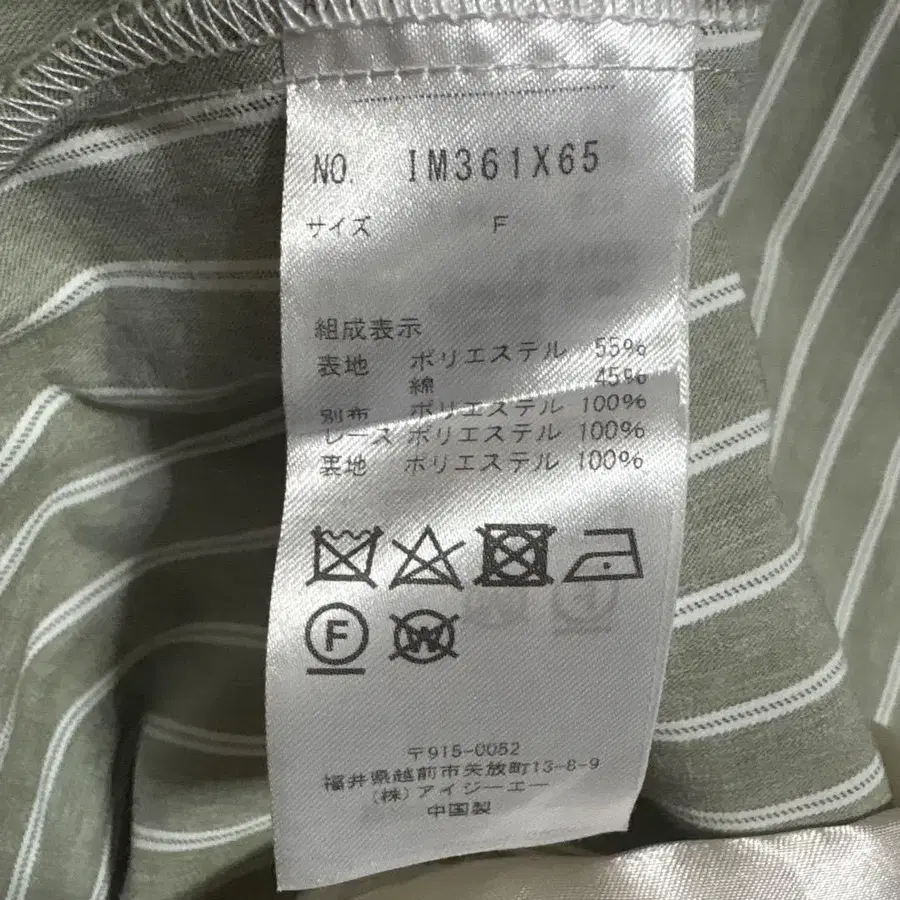 NO. IM361X65
サイズ F
組成表示
表地 ポリエステル 55%
綿 45%
別布 ポリエステル 100%
レース ポリエステル 100%
裏地 ポリエステル 100%
F
W
〒915-0052
福井県越前市矢放町13-8-9
(株)アイジーエー
中国製